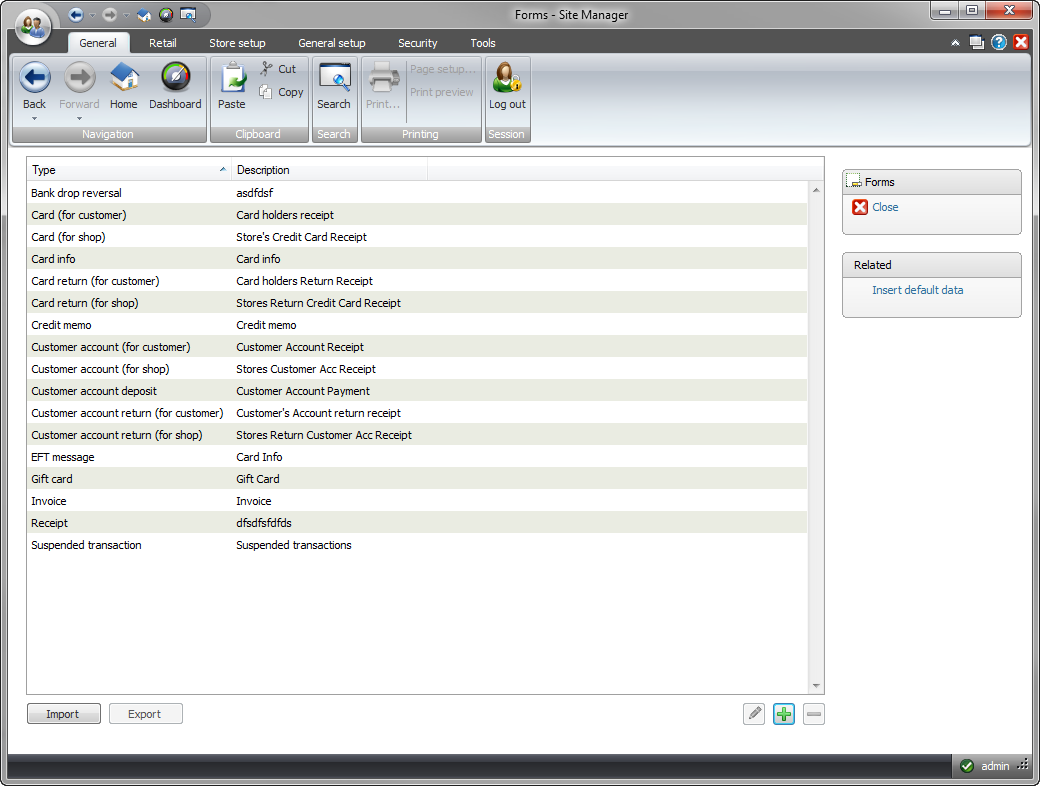 Forms - Site Manager
General Retail Store setup General setup Security Tools
Back Forward Home Dashboard
Navigation
Paste Cut
Copy
Clipboard
Search
Search
Print... Page setup...
Print preview
Printing
Log out
Session
Type Description
Bank drop reversal asdfdsf
Card (for customer) Card holders receipt
Card (for shop) Store's Credit Card Receipt
Card info Card info
Card return (for customer) Card holders Return Receipt
Card return (for shop) Stores Return Credit Card Receipt
Credit memo Credit memo
Customer account (for customer) Customer Account Receipt
Customer account (for shop) Stores Customer Acc Receipt
Customer account deposit Customer Account Payment
Customer account return (for customer) Customer's Account return receipt
Customer account return (for shop) Stores Return Customer Acc Receipt
EFT message Card Info
Gift card Gift Card
Invoice Invoice
Receipt dfsdfsfdfds
Suspended transaction Suspended transactions
Import Export
Forms
Close
Related
Insert default data
admin